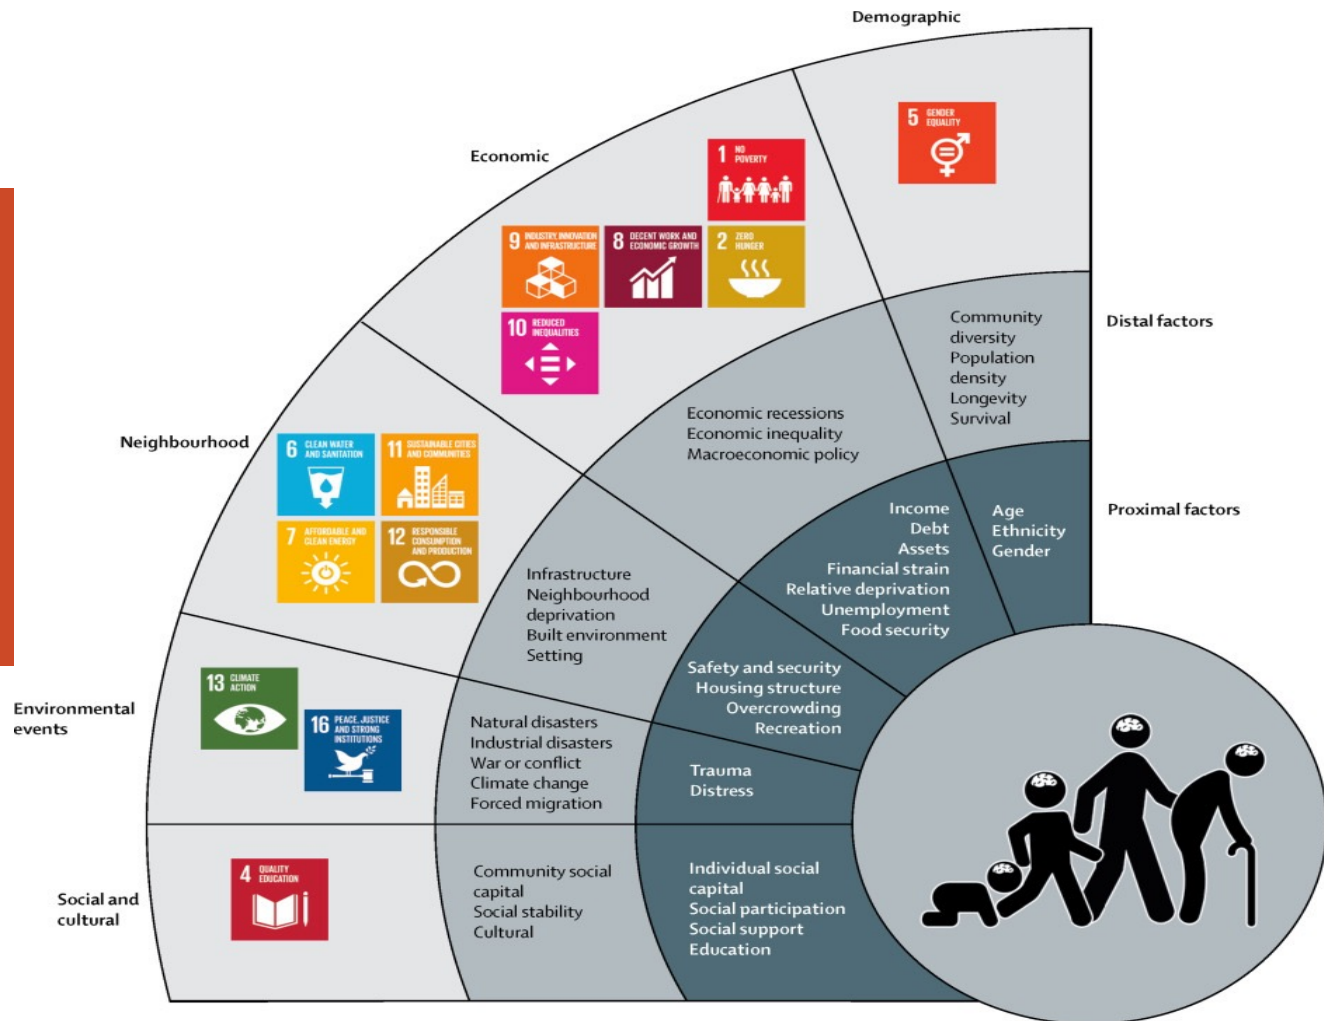 Demographic
5 GENDER
EQUALITY
Economic
1 NO
POVERTY
9 INDUSTRY, INNOVATION
AND INFRASTRUCTURE
8 DECENT WORK AND
ECONOMIC GROWTH
2 ZERO
HUNGER
10 REDUCED
INEQUALITIES
Community
diversity
Population
density
Longevity
Survival
Distal factors
Economic recessions
Economic inequality
Macroeconomic policy
Neighbourhood
6 CLEAN WATER
AND SANITATION
11 SUSTAINABLE CITIES
AND COMMUNITIES
7 AFFORDABLE AND
CLEAN ENERGY
12 RESPONSIBLE
CONSUMPTION
AND PRODUCTION
Income
Debt
Assets
Financial strain
Relative deprivation
Unemployment
Food security
Age
Ethnicity
Gender
Proximal factors
Infrastructure
Neighbourhood
deprivation
Built environment
Setting
Safety and security
Housing structure
Overcrowding
Recreation
Environmental
events
13 CLIMATE
ACTION
16 PEACE, JUSTICE
AND STRONG
INSTITUTIONS
Natural disasters
Industrial disasters
War or conflict
Climate change
Forced migration
Trauma
Distress
Social and
cultural
4 QUALITY
EDUCATION
Community social
capital
Social stability
Cultural
Individual social
capital
Social participation
Social support
Education